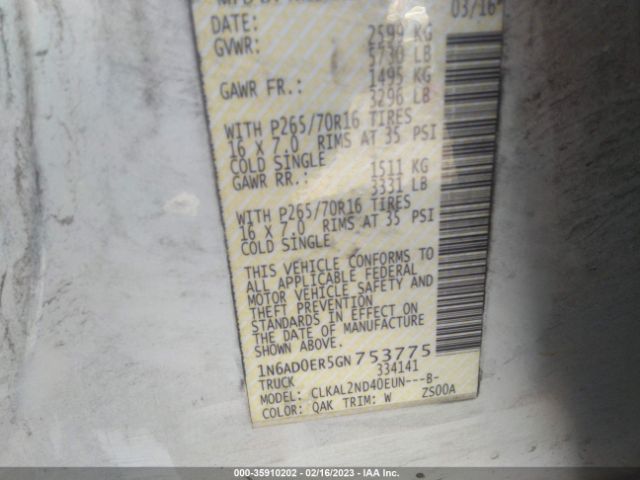 03/16
DATE:
GVWR: 2599 KG
5730 LB
GAWR FR.: 1495 KG
3296 LB
WITH P265/70R16 TIRES
16 X 7.0 RIMS AT 35 PSI
COLD SINGLE
GAWR RR.: 1511 KG
3331 LB
WITH P265/70R16 TIRES
16 X 7.0 RIMS AT 35 PSI
COLD SINGLE
THIS VEHICLE CONFORMS TO
ALL APPLICABLE FEDERAL
MOTOR VEHICLE SAFETY AND
THEFT PREVENTION
STANDARDS IN EFFECT ON
THE DATE OF MANUFACTURE
SHOWN ABOVE.
1N6AD0ER5GN753775
TRUCK 334141
MODEL: CLKAL2ND40EUN---B-
COLOR: QAK TRIM: W ZS00A
000-35910202 - 02/16/2023 - IAA Inc.